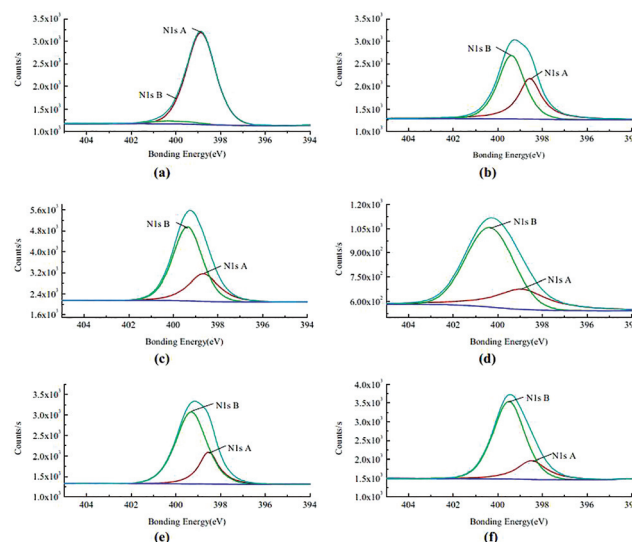 3.5x10³
3.0x10³
2.5x10³
2.0x10³
1.5x10³
1.0x10³
Counts/s
N1s A
N1s B
404 402 400 398 396 394
Bonding Energy(eV)
(a)
3.5x10³
3.0x10³
2.5x10³
2.0x10³
1.5x10³
1.0x10³
Counts/s
N1s B
N1s A
404 402 400 398 396 394
Bonding Energy(eV)
(b)
5.6x10³
4.8x10³
4.0x10³
3.2x10³
2.4x10³
1.6x10³
Counts/s
N1s B
N1s A
404 402 400 398 396 394
Bonding Energy(eV)
(c)
1.20x10³
1.05x10³
9.00x10²
7.50x10²
6.00x10²
Counts/s
N1s B
N1s A
404 402 400 398 396 394
Bonding Energy(eV)
(d)
4.0x10³
3.5x10³
3.0x10³
2.5x10³
2.0x10³
1.5x10³
1.0x10³
Counts/s
N1s B
N1s A
404 402 400 398 396 394
Bonding Energy(eV)
(e)
4.0x10³
3.5x10³
3.0x10³
2.5x10³
2.0x10³
1.5x10³
1.0x10³
Counts/s
N1s B
N1s A
404 402 400 398 396 394
Bonding Energy(eV)
(f)